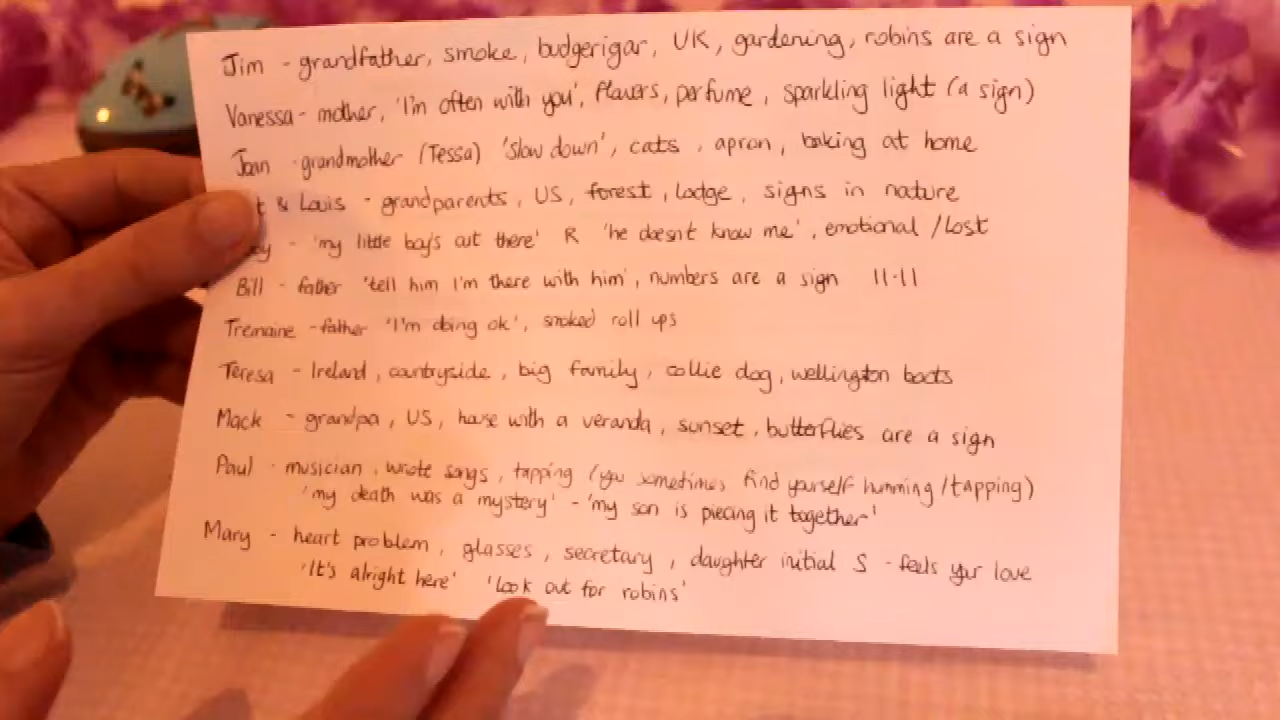 Jim - grandfather, smoke, budgerigar, UK, gardening, robins are a sign
Vanessa - mother, 'I'm often with you', flowers, perfume, sparkling light (a sign)
Joan - grandmother (Tessa) 'slow down', cats, apron, baking at home
& Louis - grandparents, US, forest, lodge, signs in nature
- 'my little boy's out there' R 'he doesn't know me', emotional / lost
Bill - father 'tell him I'm there with him', numbers are a sign 11-11
Tremaine - father 'I'm doing ok', smoked roll ups
Teresa - Ireland, countryside, big family, collie dog, wellington boots
Mack - grandpa, US, house with a veranda, sunset, butterflies are a sign
Paul - musician, wrote songs, tapping (you sometimes find yourself humming/tapping)
'my death was a mystery' - 'my son is piecing it together'
Mary - heart problem, glasses, secretary, daughter initial S - feels your love
'It's alright here' 'look out for robins'